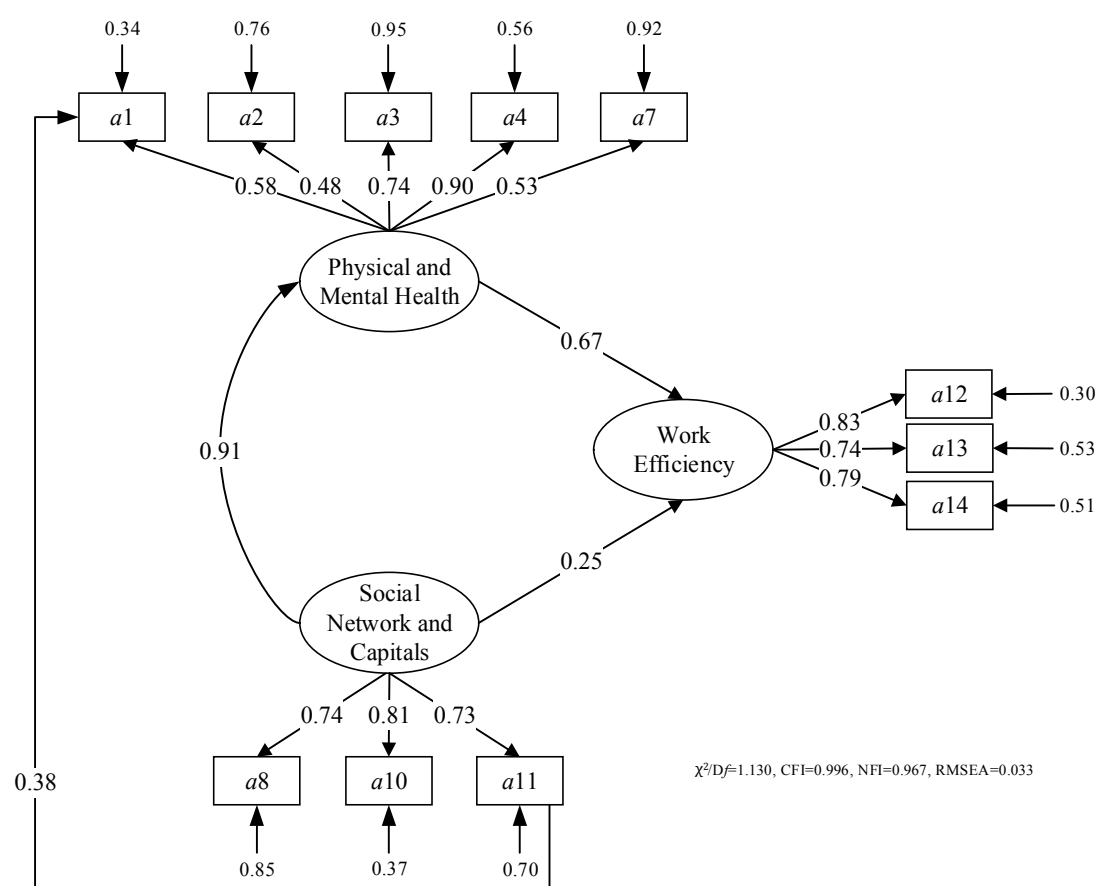 0.34 0.76 0.95 0.56 0.92
a1 a2 a3 a4 a7
0.58 0.48 0.74 0.90 0.53
Physical and
Mental Health
0.67
0.91
Work
Efficiency
0.83
0.74
0.79
a12
a13
a14
0.30
0.53
0.51
0.25
Social
Network and
Capitals
0.74 0.81 0.73
a8 a10 a11
0.85 0.37 0.70
0.38
χ²/Df=1.130, CFI=0.996, NFI=0.967, RMSEA=0.033